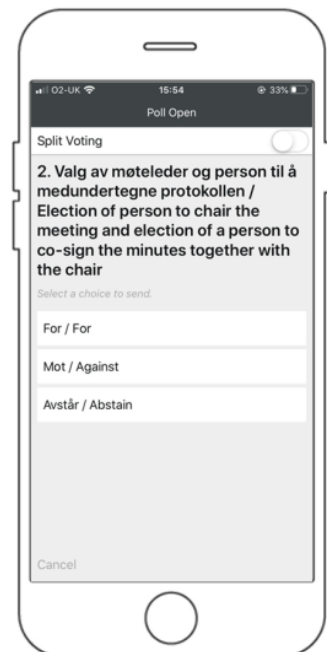 O2-UK 15:54 33%
Poll Open
Split Voting
2. Valg av møteleder og person til å
medundertegne protokollen /
Election of person to chair the
meeting and election of a person to
co-sign the minutes together with
the chair
Select a choice to send.
For / For
Mot / Against
Avstår / Abstain
Cancel